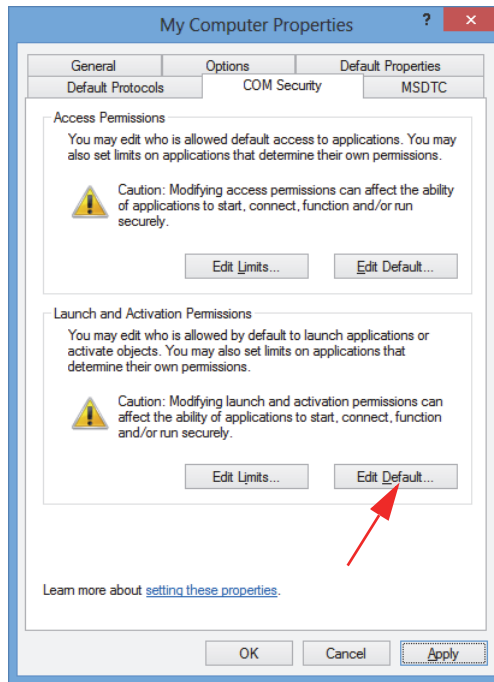 My Computer Properties
? ×
General Options Default Properties
Default Protocols COM Security MSDTC
Access Permissions
You may edit who is allowed default access to applications. You may
also set limits on applications that determine their own permissions.
Caution: Modifying access permissions can affect the ability
of applications to start, connect, function and/or run
securely.
Edit Limits... Edit Default...
Launch and Activation Permissions
You may edit who is allowed by default to launch applications or
activate objects. You may also set limits on applications that
determine their own permissions.
Caution: Modifying launch and activation permissions can
affect the ability of applications to start, connect, function
and/or run securely.
Edit Limits... Edit Default...
Learn more about setting these properties.
OK Cancel Apply